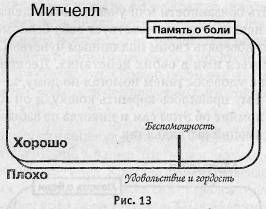 Митчелл
Память о боли
Беспомощность
Хорошо
Плохо
Удовольствие и гордость
Рис. 13